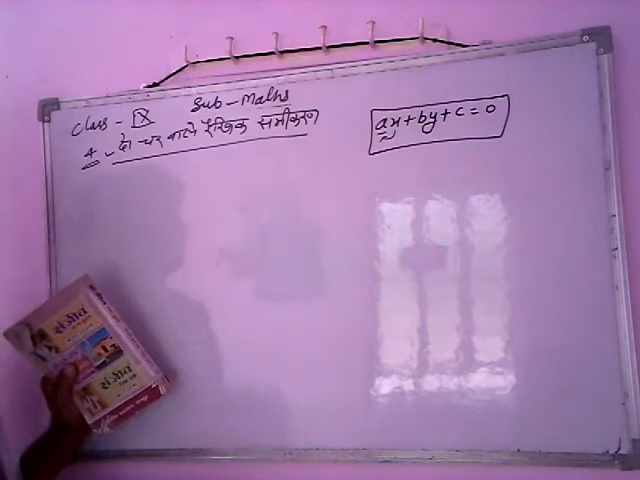 Class - IX Sub - Maths
4. दो चर वाले रैखिक समीकरण
ax + by + c = 0
संजीव
संजीव